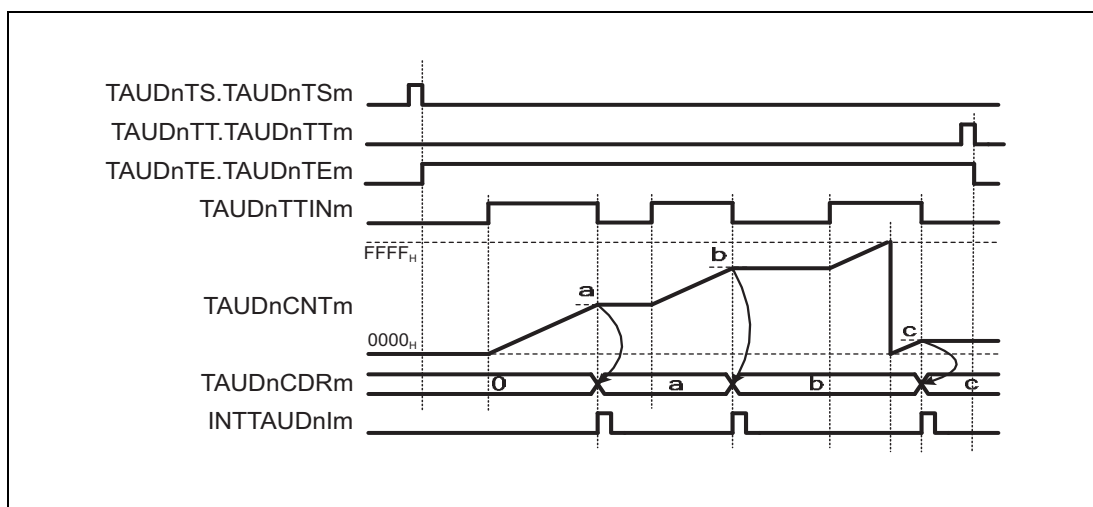 TAUDnTS.TAUDnTSm
TAUDnTT.TAUDnTTm
TAUDnTE.TAUDnTEm
TAUDnTTINm
FFFFH
b
a
TAUDnCNTm
c
0000H
TAUDnCDRm 0 a b c
INTTAUDnIm